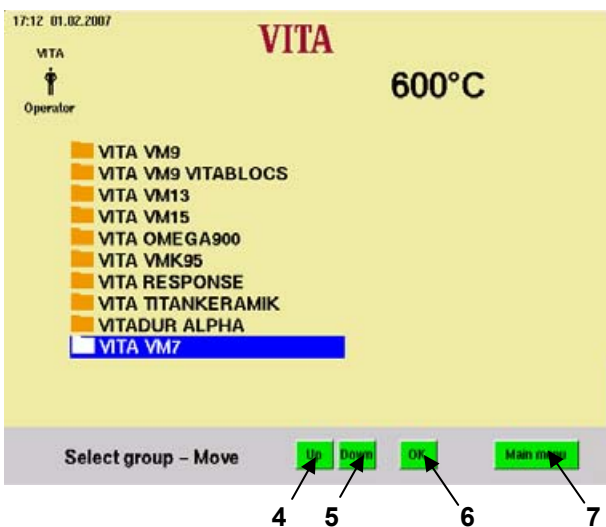 17:12 01.02.2007
VITA
VITA
600°C
Operator
VITA VM9
VITA VM9 VITABLOCS
VITA VM13
VITA VM15
VITA OMEGA900
VITA VMK95
VITA RESPONSE
VITA TITANKERAMIK
VITADUR ALPHA
VITA VM7
Select group – Move Up Down OK Main menu
4 5 6 7